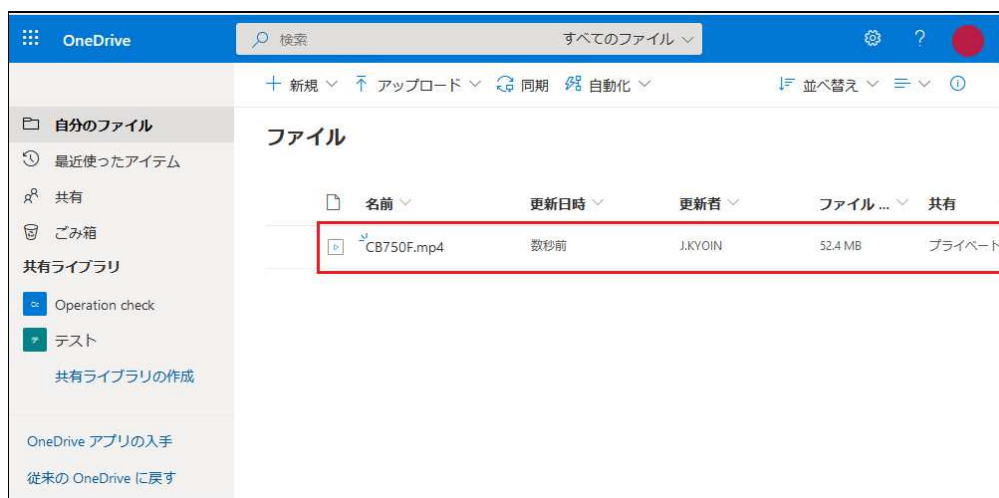 OneDrive 検索 すべてのファイル ?
新規 アップロード 同期 自動化 並べ替え
自分のファイル
最近使ったアイテム
共有
ごみ箱
共有ライブラリ
Oc Operation check
テ テスト
共有ライブラリの作成
OneDrive アプリの入手
従来の OneDrive に戻す
ファイル
名前 更新日時 更新者 ファイル ... 共有
CB750F.mp4 数秒前 J.KYOIN 52.4 MB プライベート